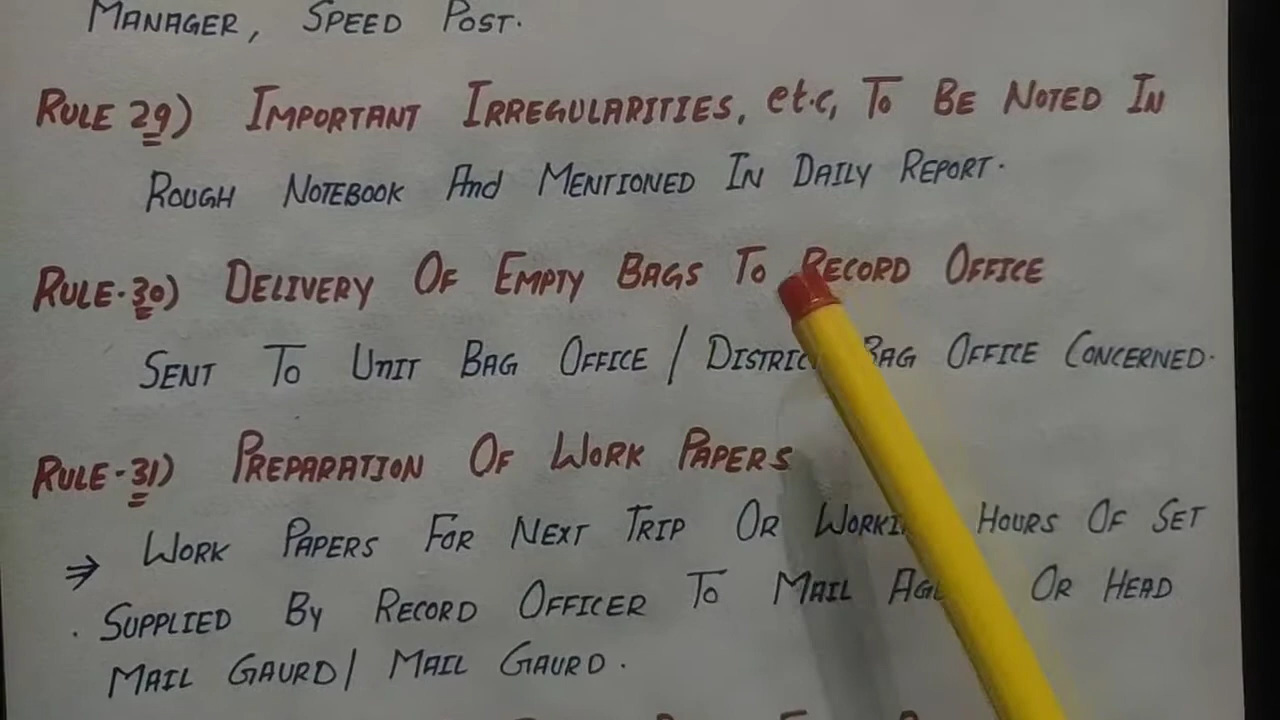 MANAGER, SPEED POST.
RULE 29) IMPORTANT IRREGULARITIES, etc, TO BE NOTED IN
ROUGH NOTEBOOK And MENTIONED IN DAILY REPORT.
RULE-30) DELIVERY OF EMPTY BAGS TO RECORD OFFICE
SENT TO UNIT BAG OFFICE / DISTRIC BAG OFFICE CONCERNED.
RULE-31) PREPARATION OF WORK PAPERS
⇒ WORK PAPERS FOR NEXT TRIP OR WORKI HOURS OF SET
. SUPPLIED By RECORD OFFICER TO MAIL AG OR HEAD
MAIL GAURD/ MAIL GAURD.